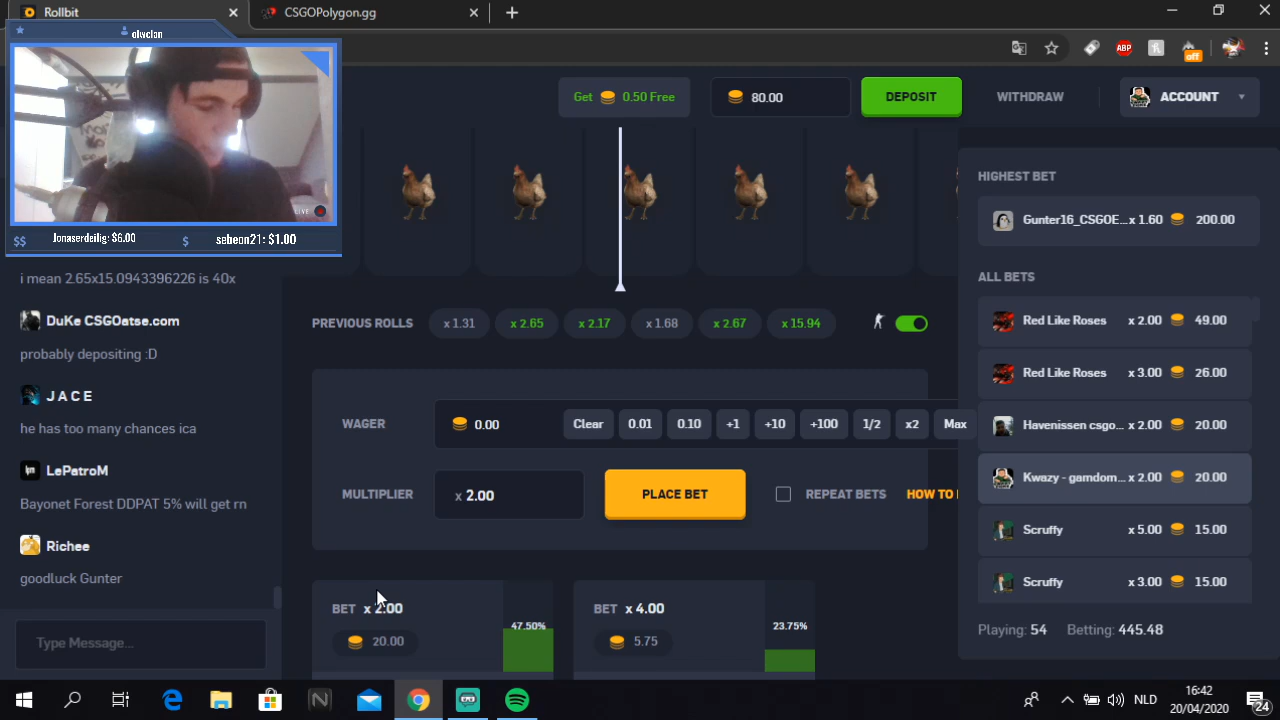 Rollbit
CSGOPolygon.gg
ABP
off
olwclan
LIVE
$$ Jonaserdeilig: $6.00 $ sebeon21: $1.00
Get 0.50 Free
80.00
DEPOSIT
WITHDRAW
ACCOUNT
i mean 2.65x15.0943396226 is 40x
DuKe CSGOatse.com
probably depositing :D
J A C E
he has too many chances ica
LePatroM
Bayonet Forest DDPAT 5% will get rn
Richee
goodluck Gunter
Type Message...
PREVIOUS ROLLS x 1.31 x 2.65 x 2.17 x 1.68 x 2.67 x 15.94
WAGER 0.00 Clear 0.01 0.10 +1 +10 +100 1/2 x2 Max
MULTIPLIER x 2.00 PLACE BET REPEAT BETS HOW TO
BET x 2.00
20.00
47.50%
BET x 4.00
5.75
23.75%
HIGHEST BET
Gunter16_CSGOE... x 1.60 200.00
ALL BETS
Red Like Roses x 2.00 49.00
Red Like Roses x 3.00 26.00
Havenissen csgo... x 2.00 20.00
Kwazy - gamdom... x 2.00 20.00
Scruffy x 5.00 15.00
Scruffy x 3.00 15.00
Playing: 54 Betting: 445.48
NLD
16:42
20/04/2020
24